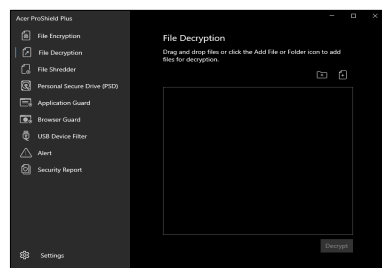 Acer ProShield Plus
File Encryption
File Decryption
File Shredder
Personal Secure Drive (PSD)
Application Guard
Browser Guard
USB Device Filter
Alert
Security Report
Settings
File Decryption
Drag and drop files or click the Add File or Folder icon to add
files for decryption.
Decrypt